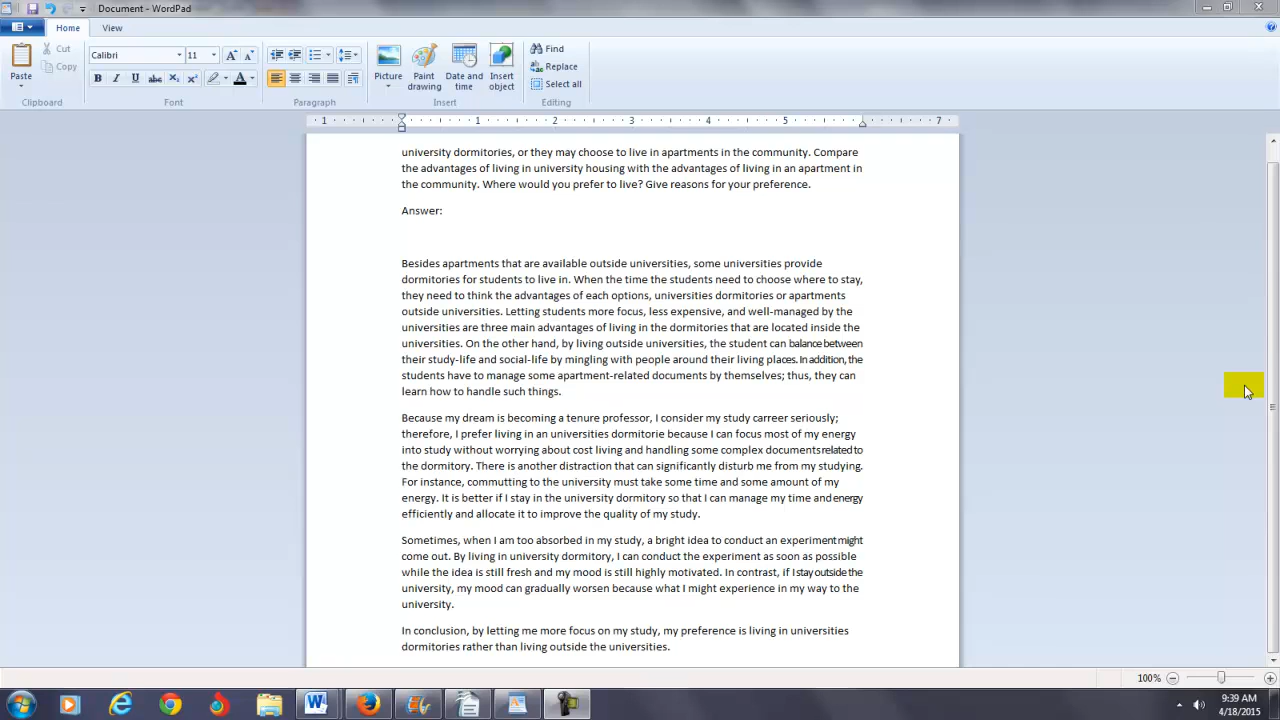 Document - WordPad
Home View
Paste
Cut
Copy
Clipboard
Calibri 11
B I U abc X₂ X²
Font
Paragraph
Picture
Paint drawing
Date and time
Insert object
Insert
Find
Replace
Select all
Editing
1 1 2 3 4 5 7
university dormitories, or they may choose to live in apartments in the community. Compare
the advantages of living in university housing with the advantages of living in an apartment in
the community. Where would you prefer to live? Give reasons for your preference.
Answer:
Besides apartments that are available outside universities, some universities provide
dormitories for students to live in. When the time the students need to choose where to stay,
they need to think the advantages of each options, universities dormitories or apartments
outside universities. Letting students more focus, less expensive, and well-managed by the
universities are three main advantages of living in the dormitories that are located inside the
universities. On the other hand, by living outside universities, the student can balance between
their study-life and social-life by mingling with people around their living places. In addition, the
students have to manage some apartment-related documents by themselves; thus, they can
learn how to handle such things.
Because my dream is becoming a tenure professor, I consider my study carreer seriously;
therefore, I prefer living in an universities dormitorie because I can focus most of my energy
into study without worrying about cost living and handling some complex documents related to
the dormitory. There is another distraction that can significantly disturb me from my studying.
For instance, committing to the university must take some time and some amount of my
energy. It is better if I stay in the university dormitory so that I can manage my time and energy
efficiently and allocate it to improve the quality of my study.
Sometimes, when I am too absorbed in my study, a bright idea to conduct an experiment might
come out. By living in university dormitory, I can conduct the experiment as soon as possible
while the idea is still fresh and my mood is still highly motivated. In contrast, if I stay outside the
university, my mood can gradually worsen because what I might experience in my way to the
university.
In conclusion, by letting me more focus on my study, my preference is living in universities
dormitories rather than living outside the universities.
100%
9:39 AM
4/18/2015